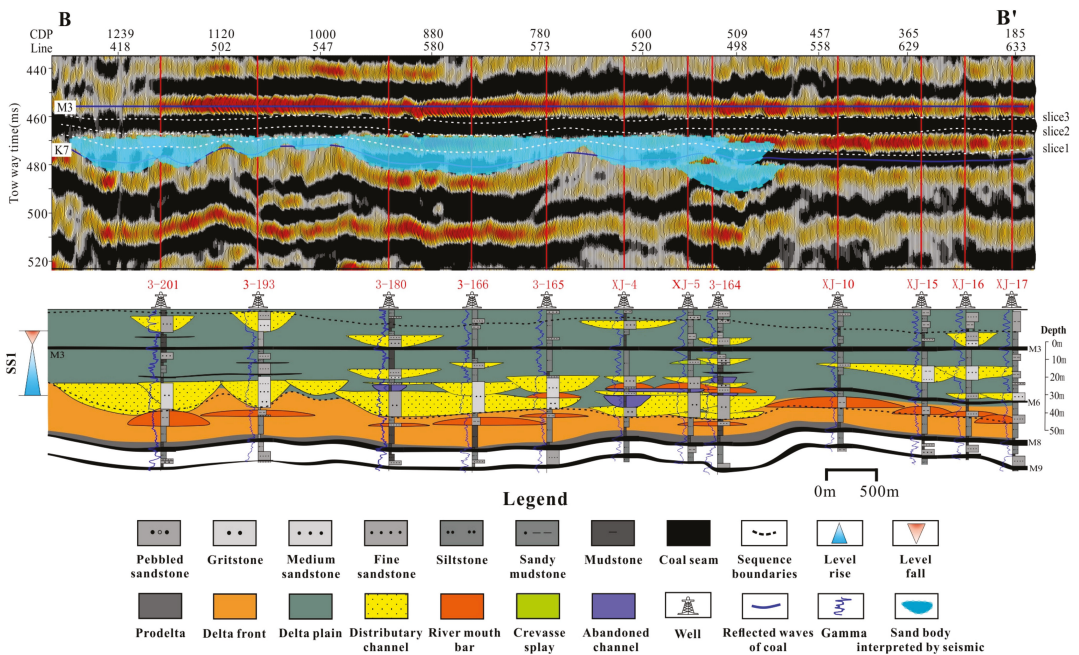 B B'
CDP 1239 1120 1000 880 780 600 509 457 365 185
Line 418 502 547 580 573 520 498 558 629 633
Tow way time(ms)
440
M3
460
slice3
slice2
K7
slice1
480
500
520
3-201 3-193 3-180 3-166 3-165 XJ-4 XJ-5 3-164 XJ-10 XJ-15 XJ-16 XJ-17
SS1
Depth
M3 M3 0m
10m
20m
30m
M6
40m
50m
M8
M9
0m 500m
Legend
Pebbled sandstone
Gritstone
Medium sandstone
Fine sandstone
Siltstone
Sandy mudstone
Mudstone
Coal seam
Sequence boundaries
Level rise
Level fall
Prodelta
Delta front
Delta plain
Distributary channel
River mouth bar
Crevasse splay
Abandoned channel
Well
Reflected waves of coal
Gamma
Sand body interpreted by seismic